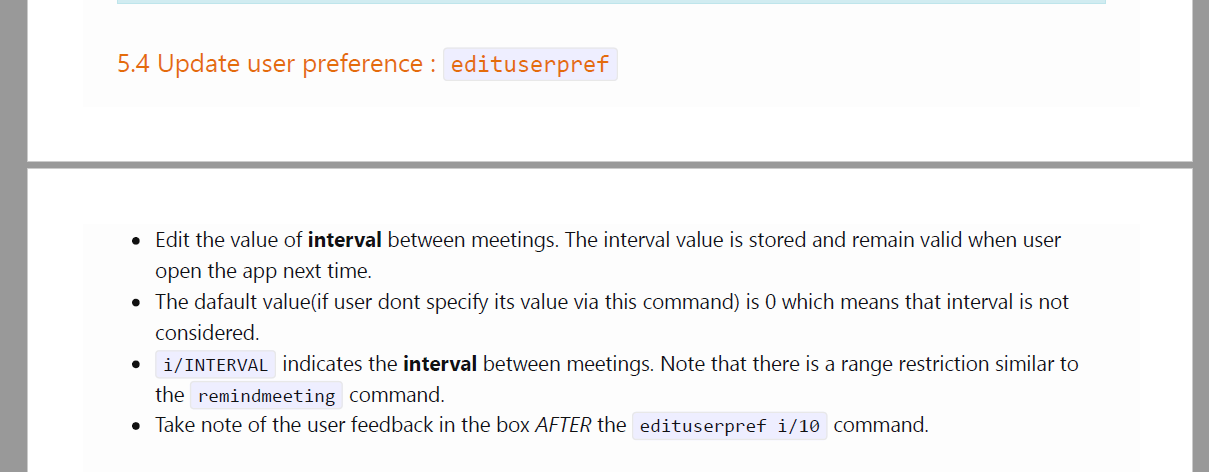 5.4 Update user preference : edituserpref
• Edit the value of interval between meetings. The interval value is stored and remain valid when user
open the app next time.
• The dafault value(if user dont specify its value via this command) is 0 which means that interval is not
considered.
• i/INTERVAL indicates the interval between meetings. Note that there is a range restriction similar to
the remindmeeting command.
• Take note of the user feedback in the box AFTER the edituserpref i/10 command.